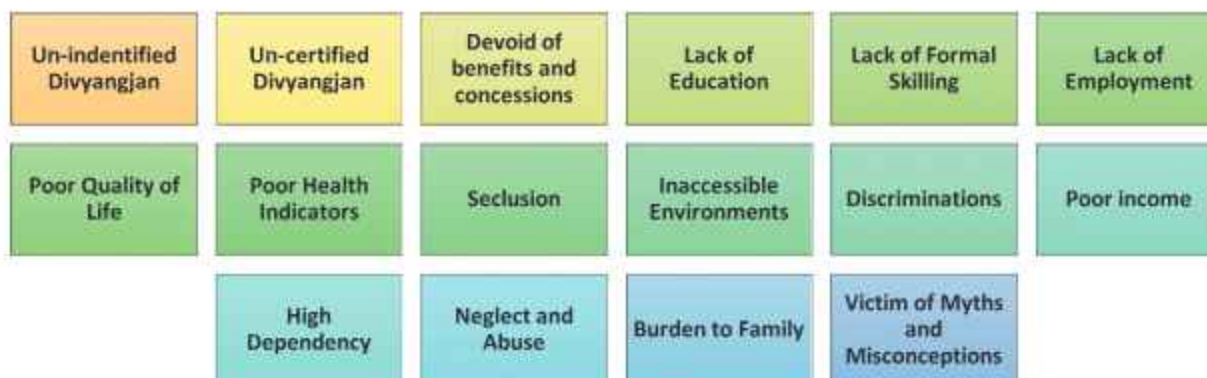 Un-indentified
Divyangjan
Un-certified
Divyangjan
Devoid of
benefits and
concessions
Lack of
Education
Lack of Formal
Skilling
Lack of
Employment
Poor Quality of
Life
Poor Health
Indicators
Seclusion
Inaccessible
Environments
Discriminations
Poor income
High
Dependency
Neglect and
Abuse
Burden to Family
Victim of Myths
and
Misconceptions